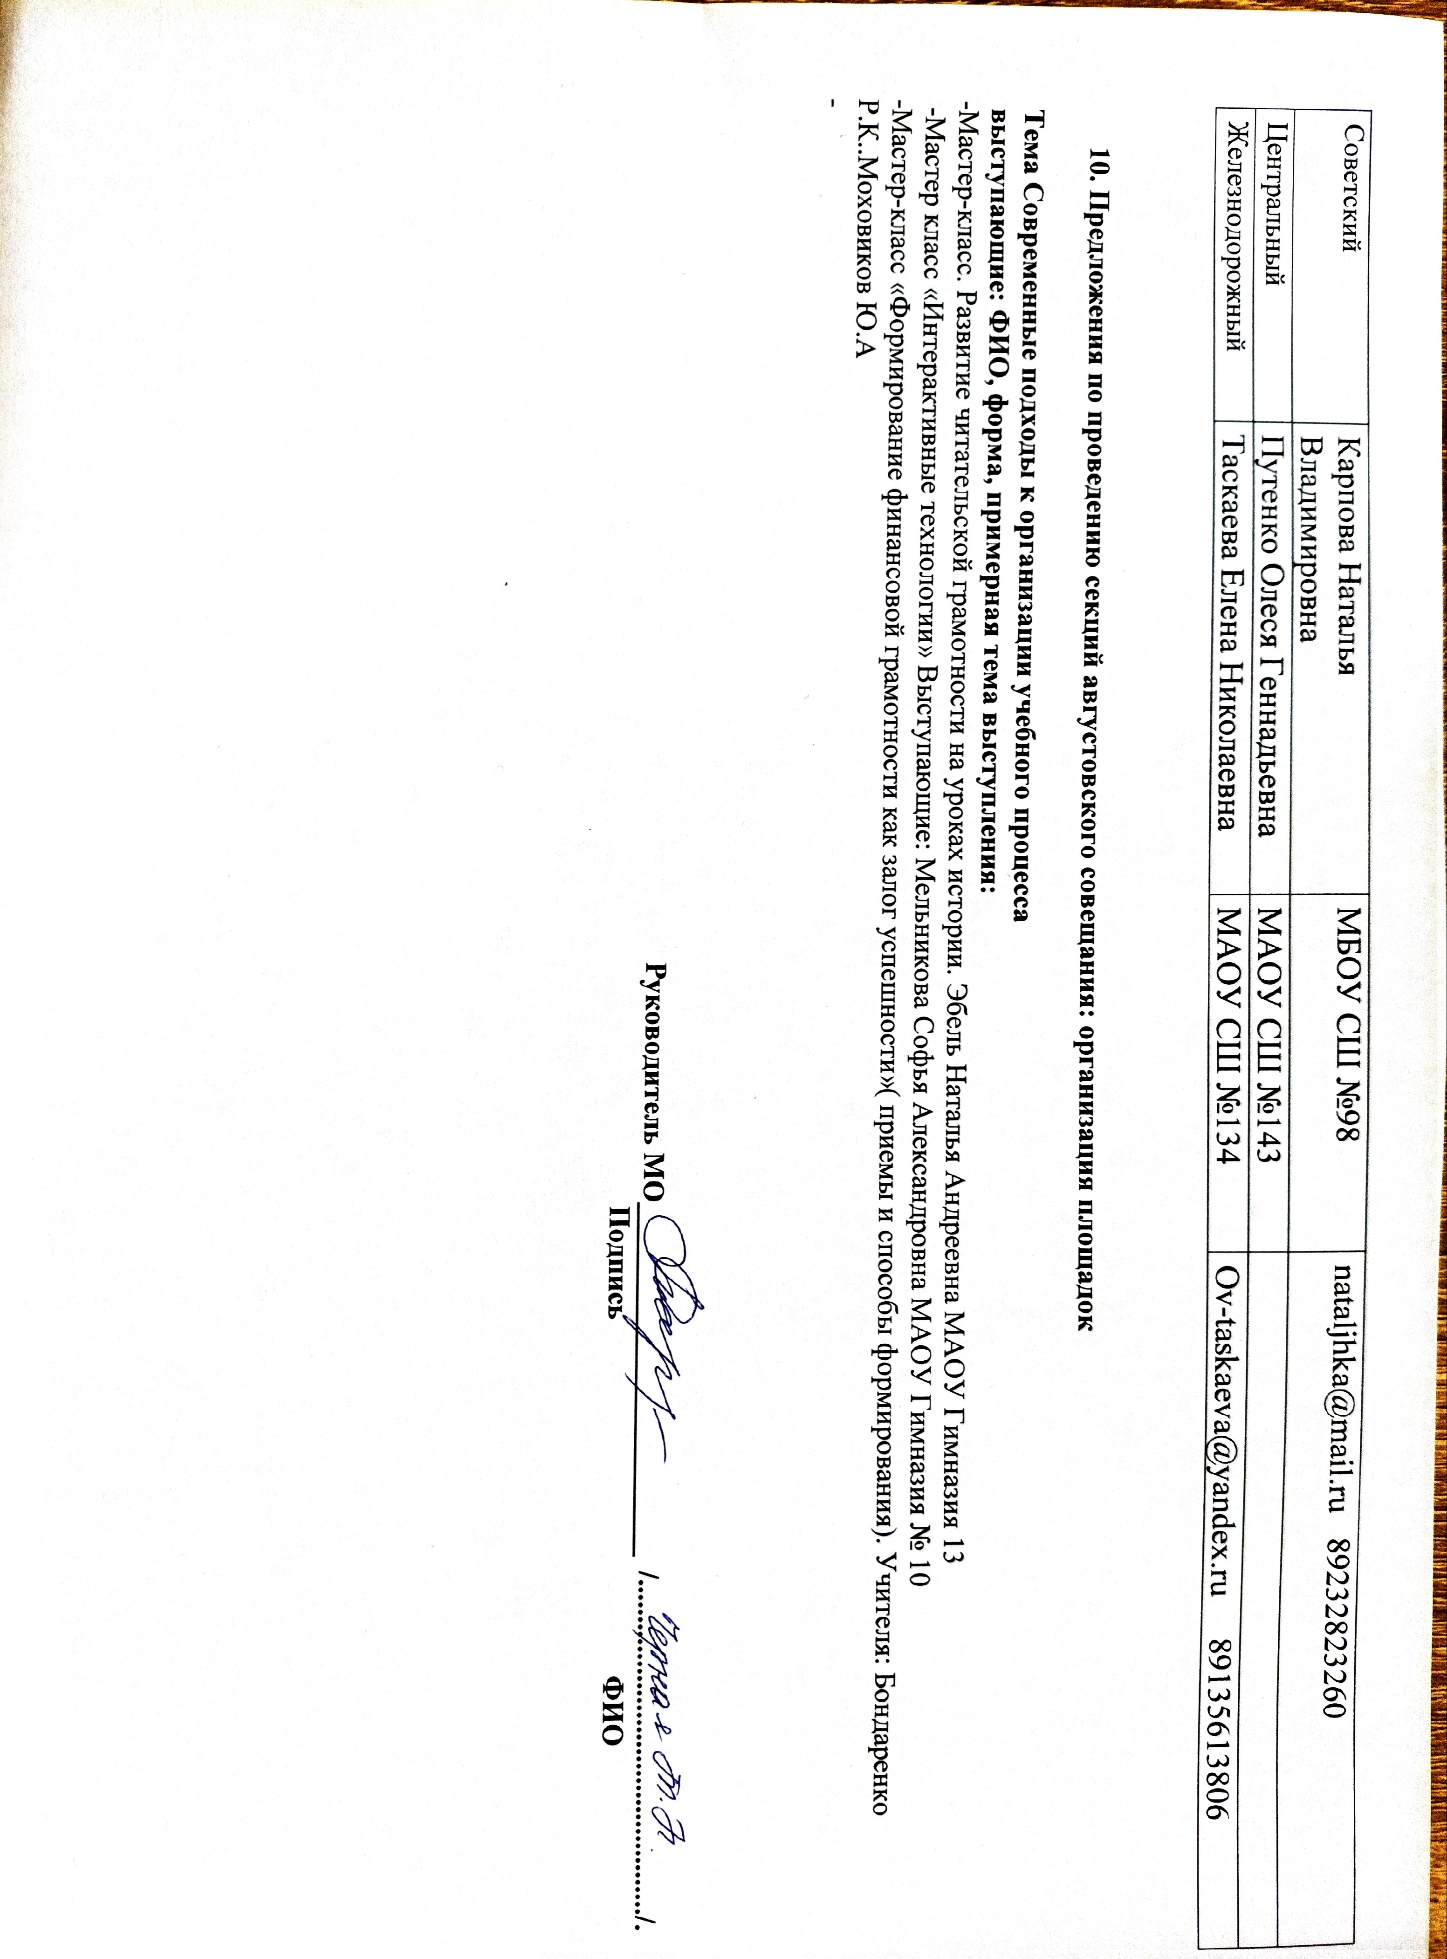 Советский Карпова Наталья МБОУ СШ №98 nataljhka@mail.ru 89232823260
Владимировна
Центральный Путенко Олеся Геннадьевна МАОУ СШ №143
Железнодорожный Таскаева Елена Николаевна МАОУ СШ №134 Ov-taskaeva@yandex.ru 89135613806
10. Предложения по проведению секций августовского совещания: организация площадок
Тема Современные подходы к организации учебного процесса
выступающие: ФИО, форма, примерная тема выступления:
-Мастер-класс. Развитие читательской грамотности на уроках истории. Эбель Наталья Андреевна МАОУ Гимназия 13
-Мастер класс «Интерактивные технологии» Выступающие: Мельникова Софья Александровна МАОУ Гимназия № 10
-Мастер-класс «Формирование финансовой грамотности как залог успешности»( приемы и способы формирования). Учителя: Бондаренко
Р.К..Моховиков Ю.А
-
Руководитель МО /Черная Т.Н./.
Подпись ФИО